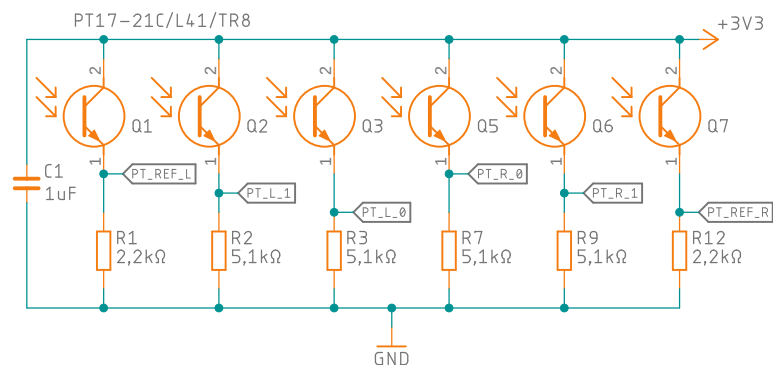 PT17-21C/L41/TR8
+3V3
2
2
2
2
2
2
Q1
Q2
Q3
Q5
Q6
Q7
1
1
1
1
1
1
C1
1uF
PT_REF_L
PT_L_1
PT_L_0
PT_R_0
PT_R_1
PT_REF_R
R1
2,2kΩ
R2
5,1kΩ
R3
5,1kΩ
R7
5,1kΩ
R9
5,1kΩ
R12
2,2kΩ
GND